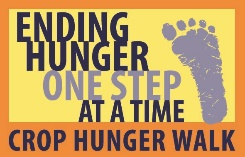 ENDING
HUNGER
ONE STEP
AT A TIME
CROP HUNGER WALK